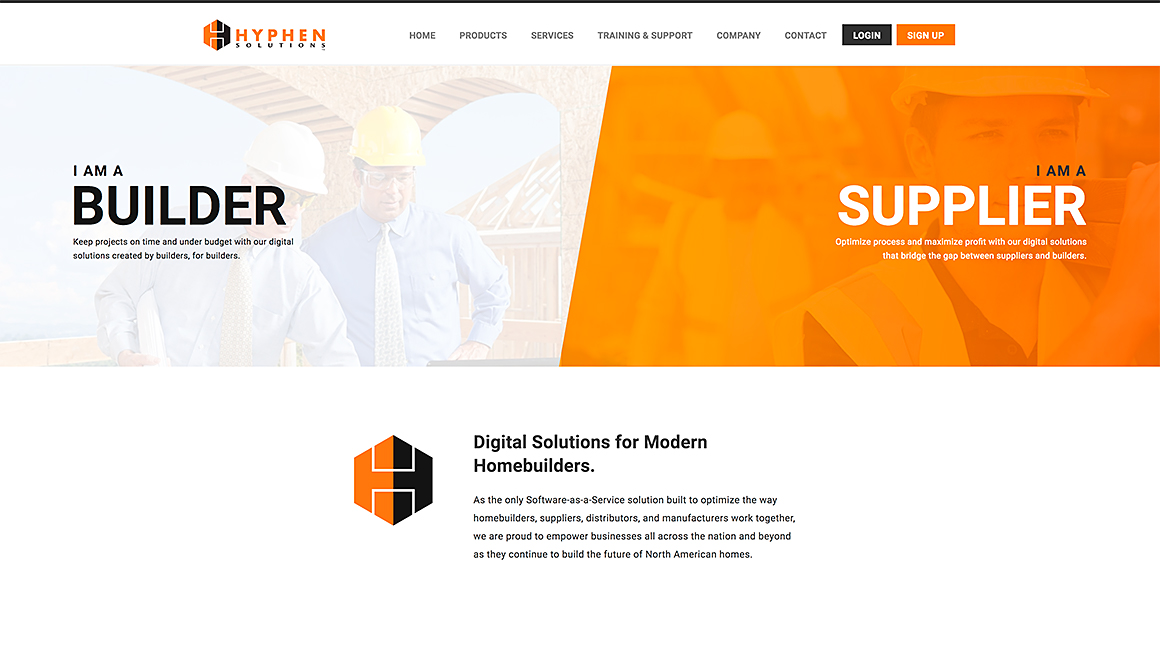 HYPHEN
SOLUTIONS
HOME PRODUCTS SERVICES TRAINING & SUPPORT COMPANY CONTACT LOGIN SIGN UP
I AM A
BUILDER
Keep projects on time and under budget with our digital
solutions created by builders, for builders.
I AM A
SUPPLIER
Optimize process and maximize profit with our digital solutions
that bridge the gap between suppliers and builders.
Digital Solutions for Modern
Homebuilders.
As the only Software-as-a-Service solution built to optimize the way
homebuilders, suppliers, distributors, and manufacturers work together,
we are proud to empower businesses all across the nation and beyond
as they continue to build the future of North American homes.